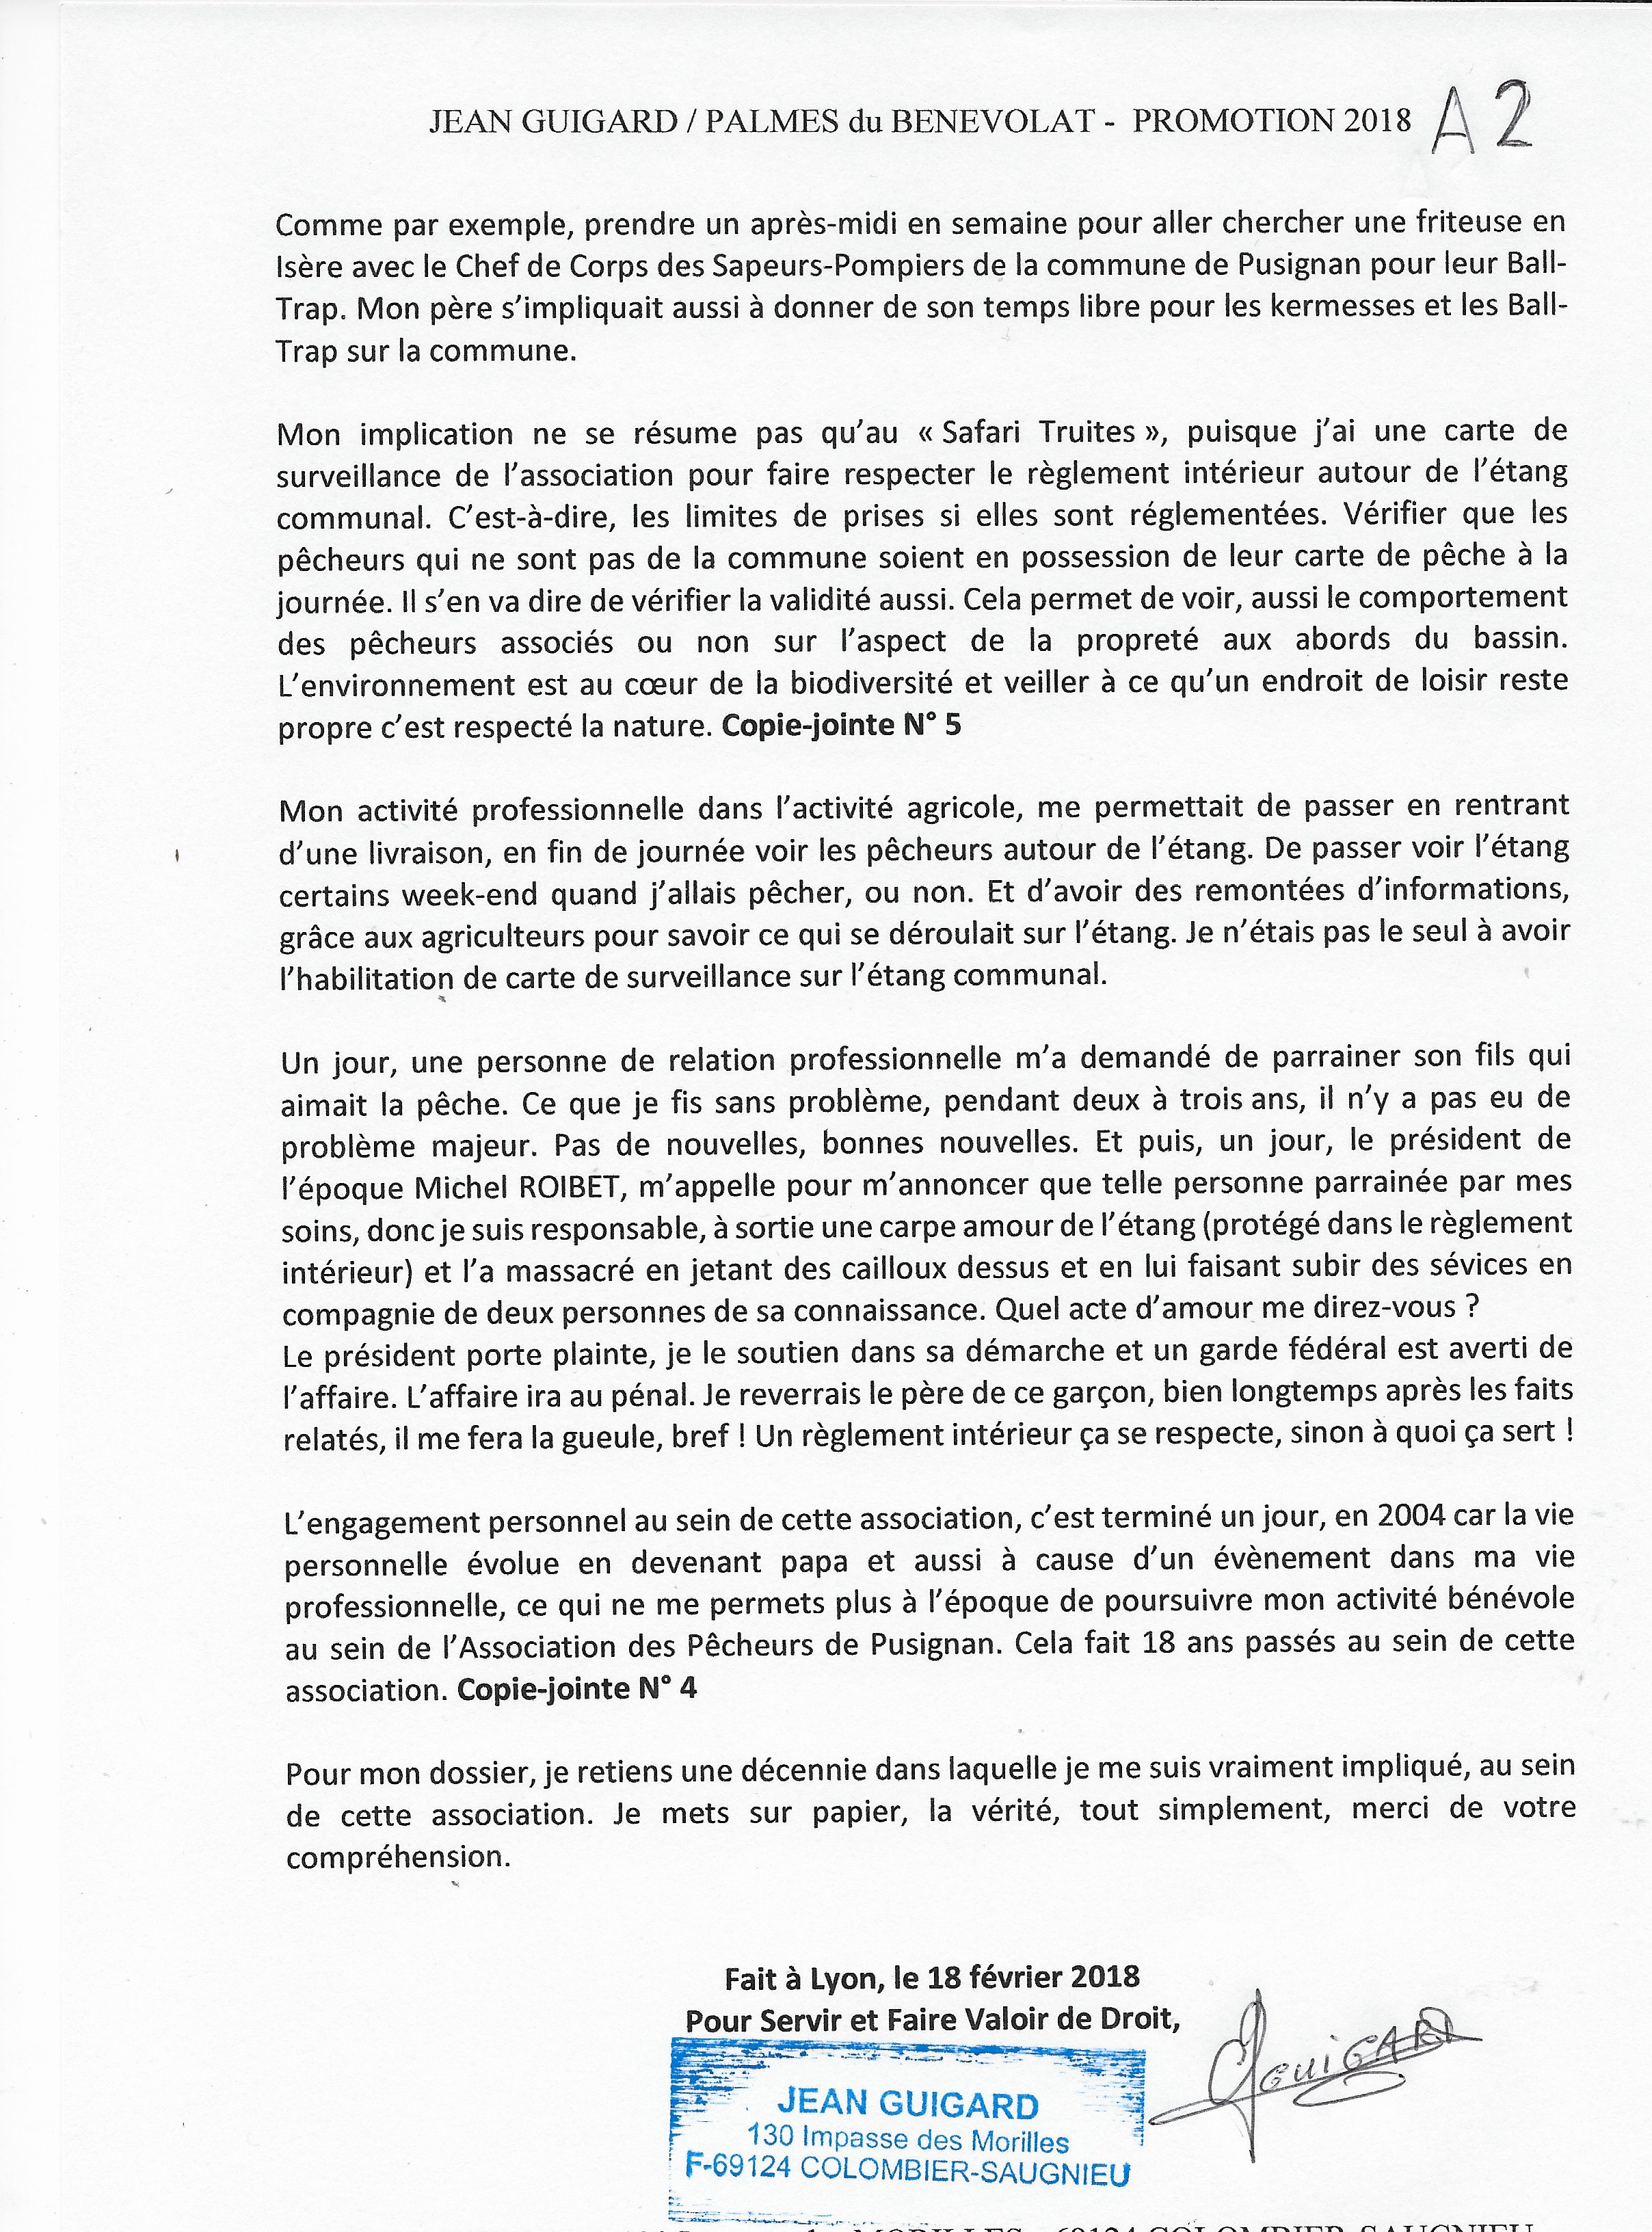 JEAN GUIGARD / PALMES du BENEVOLAT - PROMOTION 2018 A2
Comme par exemple, prendre un après-midi en semaine pour aller chercher une friteuse en
Isère avec le Chef de Corps des Sapeurs-Pompiers de la commune de Pusignan pour leur Ball-
Trap. Mon père s'impliquait aussi à donner de son temps libre pour les kermesses et les Ball-
Trap sur la commune.
Mon implication ne se résume pas qu'au « Safari Truites », puisque j'ai une carte de
surveillance de l'association pour faire respecter le règlement intérieur autour de l'étang
communal. C'est-à-dire, les limites de prises si elles sont réglementées. Vérifier que les
pêcheurs qui ne sont pas de la commune soient en possession de leur carte de pêche à la
journée. Il s'en va dire de vérifier la validité aussi. Cela permet de voir, aussi le comportement
des pêcheurs associés ou non sur l'aspect de la propreté aux abords du bassin.
L'environnement est au cœur de la biodiversité et veiller à ce qu'un endroit de loisir reste
propre c'est respecté la nature. Copie-jointe N° 5
Mon activité professionnelle dans l'activité agricole, me permettait de passer en rentrant
d'une livraison, en fin de journée voir les pêcheurs autour de l'étang. De passer voir l'étang
certains week-end quand j'allais pêcher, ou non. Et d'avoir des remontées d'informations,
grâce aux agriculteurs pour savoir ce qui se déroulait sur l'étang. Je n'étais pas le seul à avoir
l'habilitation de carte de surveillance sur l'étang communal.
Un jour, une personne de relation professionnelle m'a demandé de parrainer son fils qui
aimait la pêche. Ce que je fis sans problème, pendant deux à trois ans, il n'y a pas eu de
problème majeur. Pas de nouvelles, bonnes nouvelles. Et puis, un jour, le président de
l'époque Michel ROIBET, m'appelle pour m'annoncer que telle personne parrainée par mes
soins, donc je suis responsable, à sortie une carpe amour de l'étang (protégé dans le règlement
intérieur) et l'a massacré en jetant des cailloux dessus et en lui faisant subir des sévices en
compagnie de deux personnes de sa connaissance. Quel acte d'amour me direz-vous ?
Le président porte plainte, je le soutien dans sa démarche et un garde fédéral est averti de
l'affaire. L'affaire ira au pénal. Je reverrais le père de ce garçon, bien longtemps après les faits
relatés, il me fera la gueule, bref ! Un règlement intérieur ça se respecte, sinon à quoi ça sert !
L'engagement personnel au sein de cette association, c'est terminé un jour, en 2004 car la vie
personnelle évolue en devenant papa et aussi à cause d'un évènement dans ma vie
professionnelle, ce qui ne me permets plus à l'époque de poursuivre mon activité bénévole
au sein de l'Association des Pêcheurs de Pusignan. Cela fait 18 ans passés au sein de cette
association. Copie-jointe N° 4
Pour mon dossier, je retiens une décennie dans laquelle je me suis vraiment impliqué, au sein
de cette association. Je mets sur papier, la vérité, tout simplement, merci de votre
compréhension.
Fait à Lyon, le 18 février 2018
Pour Servir et Faire Valoir de Droit,
GUIGARD
JEAN GUIGARD
130 Impasse des Morilles
F-69124 COLOMBIER-SAUGNIEU
MORILLES 69124 COLOMBIER-SAUGNIEU